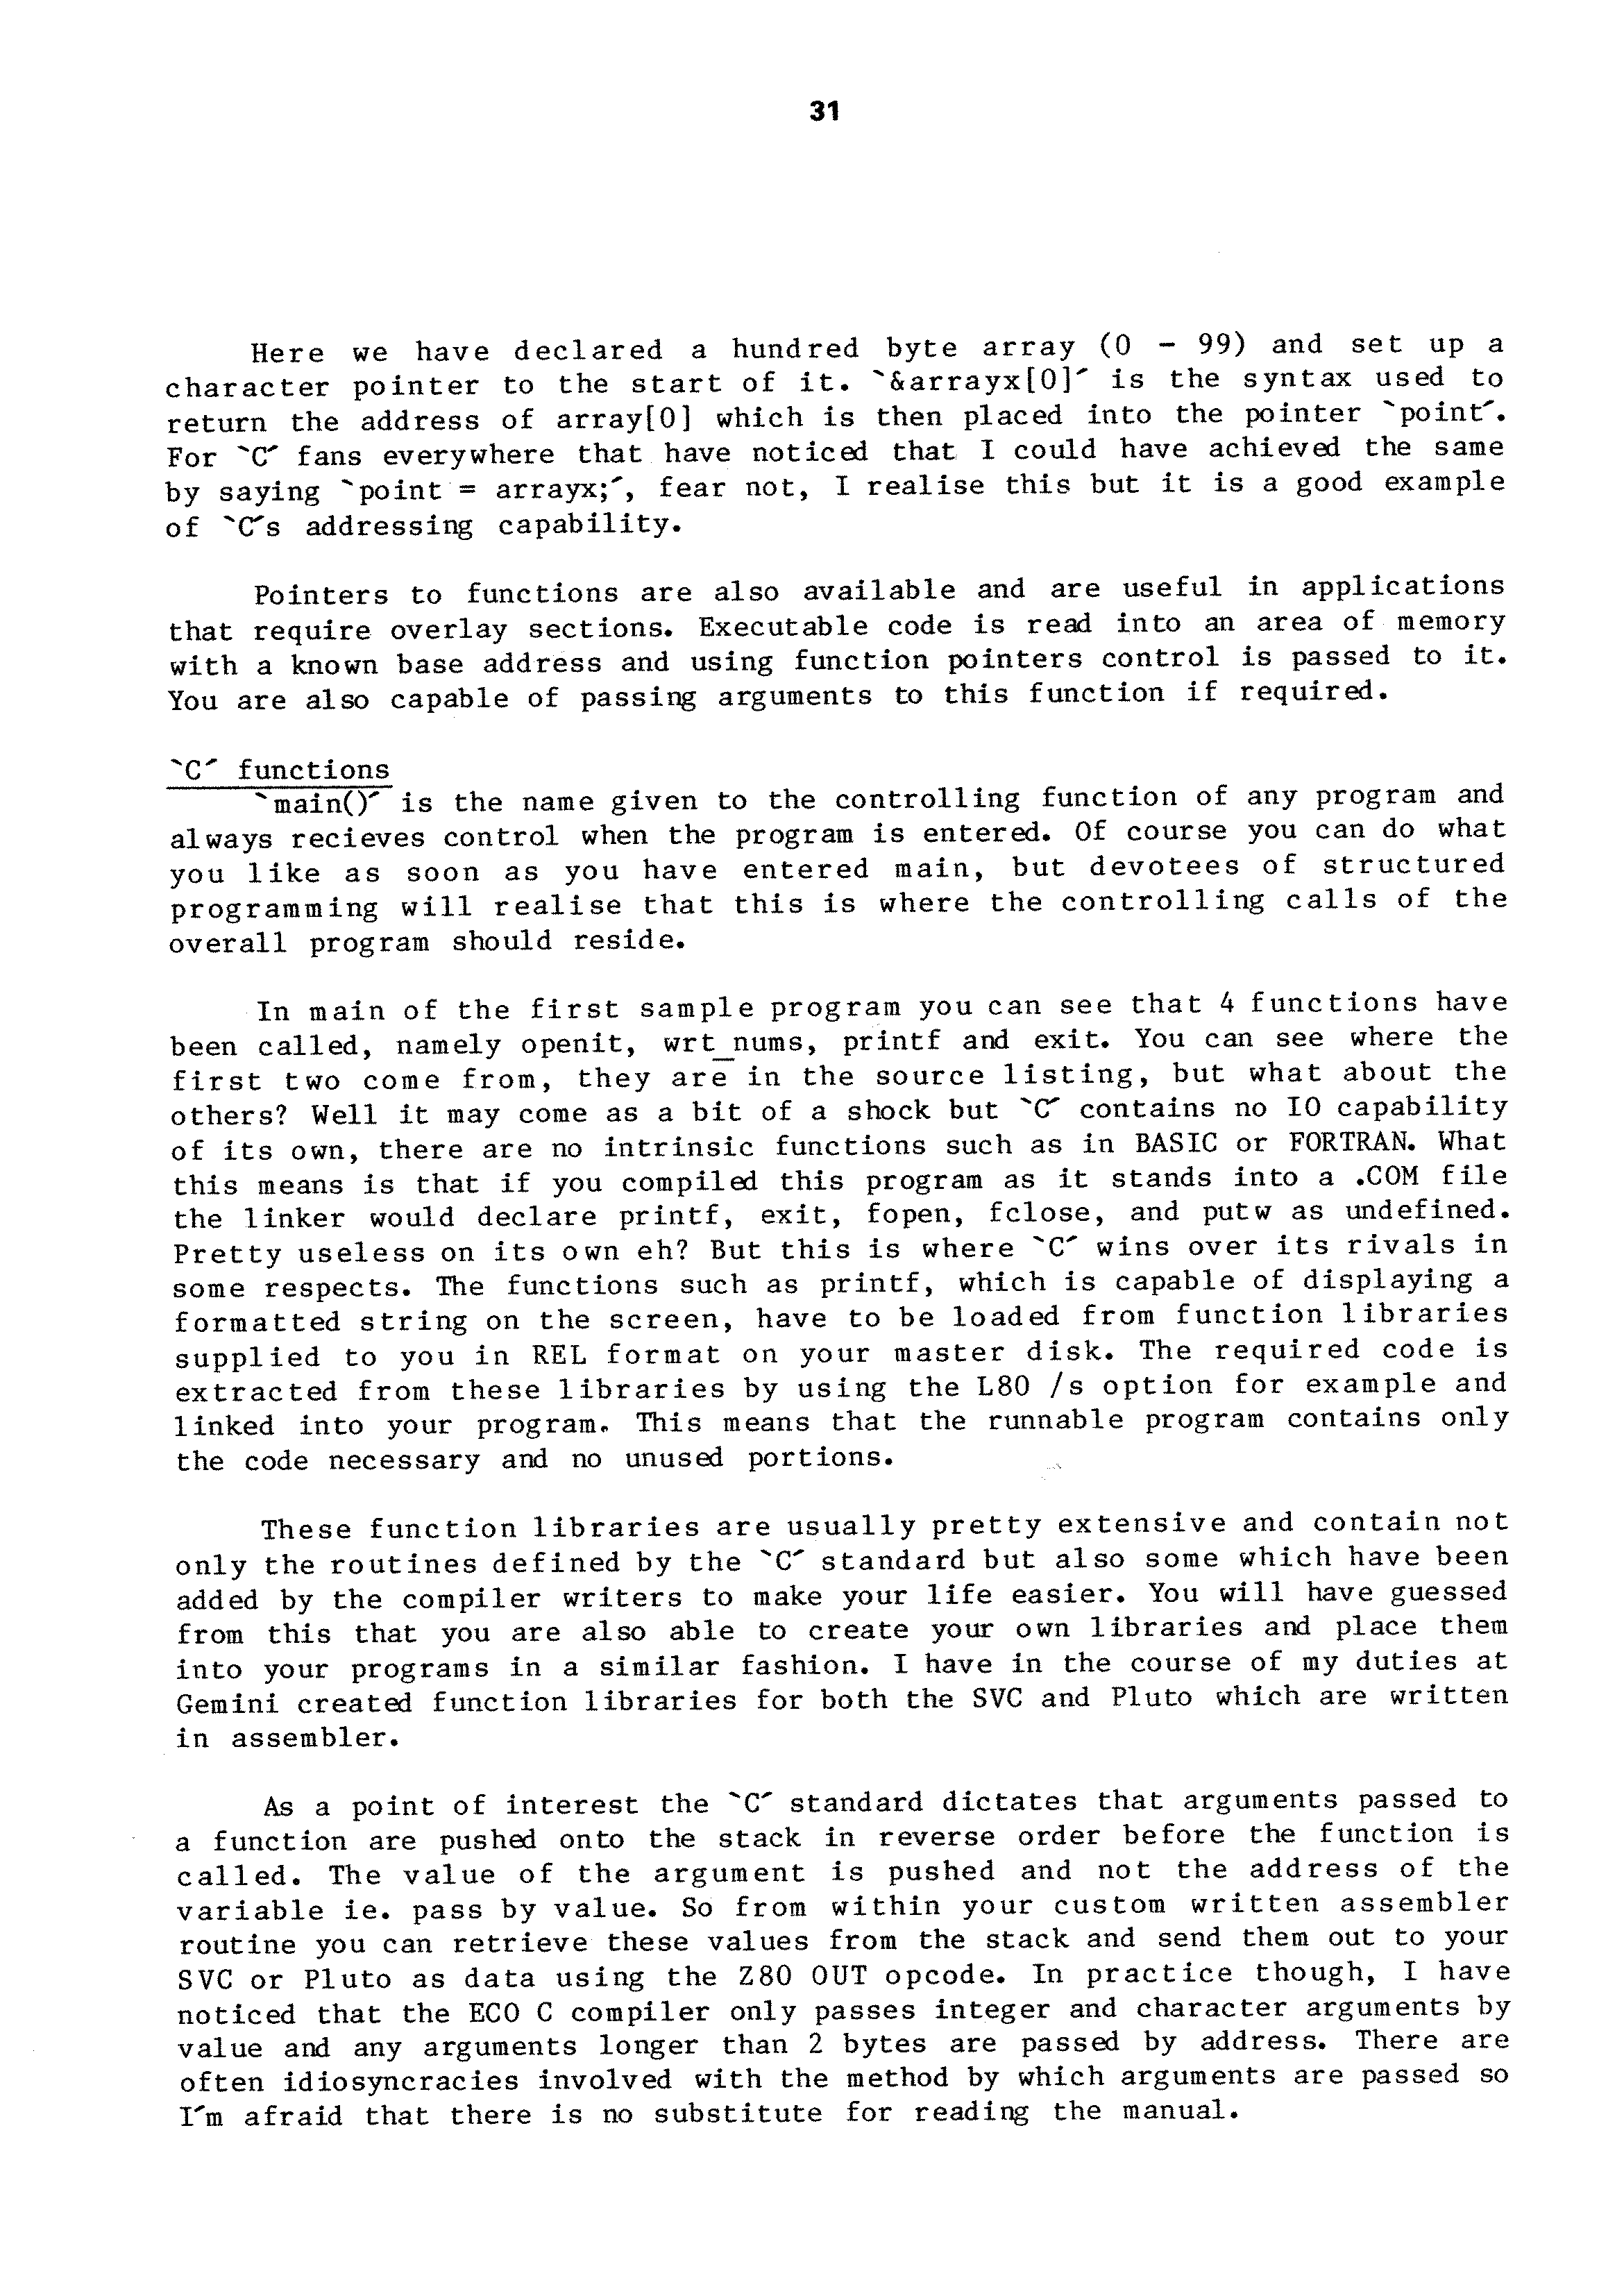 31
Here we have declared a hundred byte array (0 - 99) and set up a
character pointer to the start of it. `&arrayx[0]´ is the syntax used to
return the address of array[0] which is then placed into the pointer `point´.
For `C´ fans everywhere that have noticed that I could have achieved the same
by saying `point = arrayx;´, fear not, I realise this but it is a good example
of `C´s addressing capability.
Pointers to functions are also available and are useful in applications
that require overlay sections. Executable code is read into an area of memory
with a known base address and using function pointers control is passed to it.
You are also capable of passing arguments to this function if required.
`C´ functions
`main()´ is the name given to the controlling function of any program and
always recieves control when the program is entered. Of course you can do what
you like as soon as you have entered main, but devotees of structured
programming will realise that this is where the controlling calls of the
overall program should reside.
In main of the first sample program you can see that 4 functions have
been called, namely openit, wrt_nums, printf and exit. You can see where the
first two come from, they are in the source listing, but what about the
others? Well it may come as a bit of a shock but `C´ contains no IO capability
of its own, there are no intrinsic functions such as in BASIC or FORTRAN. What
this means is that if you compiled this program as it stands into a .COM file
the linker would declare printf, exit, fopen, fclose, and putw as undefined.
Pretty useless on its own eh? But this is where `C´ wins over its rivals in
some respects. The functions such as printf, which is capable of displaying a
formatted string on the screen, have to be loaded from function libraries
supplied to you in REL format on your master disk. The required code is
extracted from these libraries by using the L80 /s option for example and
linked into your program. This means that the runnable program contains only
the code necessary and no unused portions.
These function libraries are usually pretty extensive and contain not
only the routines defined by the `C´ standard but also some which have been
added by the compiler writers to make your life easier. You will have guessed
from this that you are also able to create your own libraries and place them
into your programs in a similar fashion. I have in the course of my duties at
Gemini created function libraries for both the SVC and Pluto which are written
in assembler.
As a point of interest the `C´ standard dictates that arguments passed to
a function are pushed onto the stack in reverse order before the function is
called. The value of the argument is pushed and not the address of the
variable ie. pass by value. So from within your custom written assembler
routine you can retrieve these values from the stack and send them out to your
SVC or Pluto as data using the Z80 OUT opcode. In practice though, I have
noticed that the ECO C compiler only passes integer and character arguments by
value and any arguments longer than 2 bytes are passed by address. There are
often idiosyncracies involved with the method by which arguments are passed so
I´m afraid that there is no substitute for reading the manual.